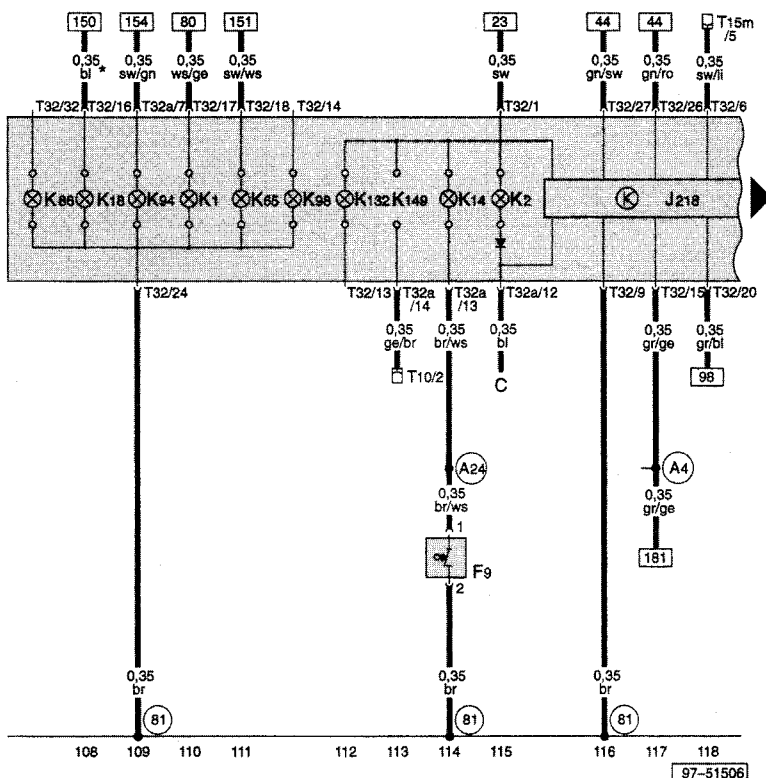 150 154 80 151 23 44 44 T15m
/5
0,35 0,35 0,35 0,35 0,35 0,35 0,35 0,35
bl * sw/gn ws/ge sw/ws sw gn/sw gn/ro sw/li
T32/32 T32/16 T32a/7 T32/17 T32/18 T32/14 T32/1 T32/27 T32/26 T32/6
K86 K18 K94 K1 K65 K98 K132 K149 K14 K2 K J218
T32/24 T32/13 T32a T32a T32a/12 T32/9 T32/15 T32/20
/14 /13
0,35 0,35 0,35 0,35 0,35
ge/br br/ws bl gr/ge gr/bl
T10/2 C 98
A24 A4
0,35 0,35
br/ws gr/ge
1
181
F9
2
0,35 0,35 0,35
br br br
81 81 81
108 109 110 111 112 113 114 115 116 117 118
97-51506